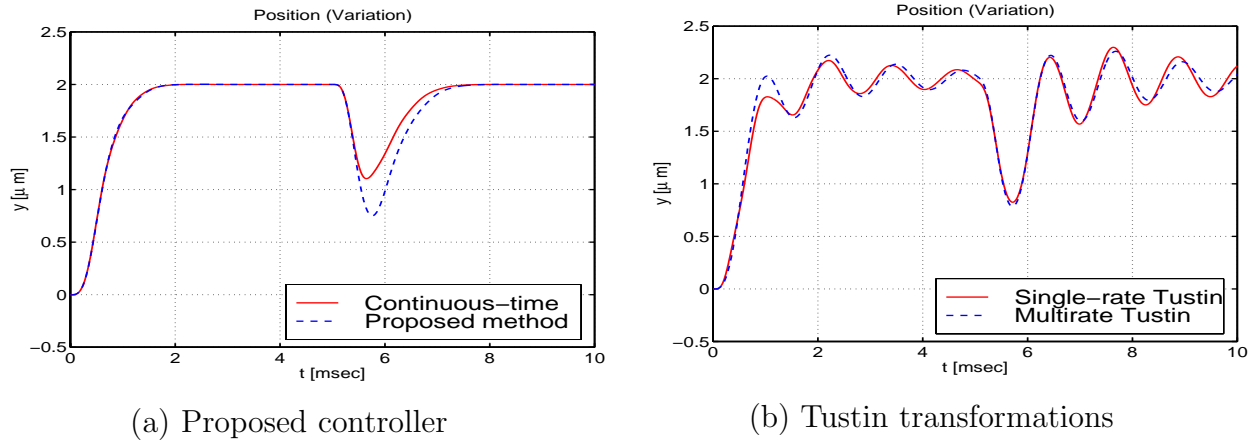 Position (Variation)
2.5
2
1.5
1
0.5
0
−0.5
y [μ m]
0
2
4
6
8
10
t [msec]
Continuous−time
Proposed method
(a) Proposed controller
Position (Variation)
2.5
2
1.5
1
0.5
0
−0.5
y [μ m]
0
2
4
6
8
10
t [msec]
Single−rate Tustin
Multirate Tustin
(b) Tustin transformations